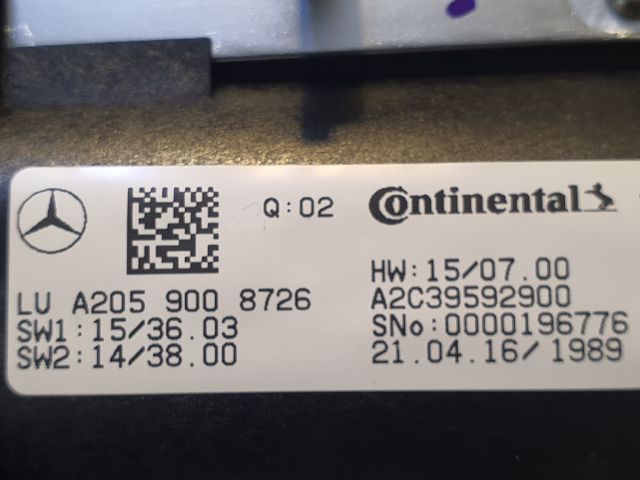 Q:02
Continental
HW:15/07.00
LU A205 900 8726
A2C39592900
SW1:15/36.03
SNo:0000196776
SW2:14/38.00
21.04.16/1989